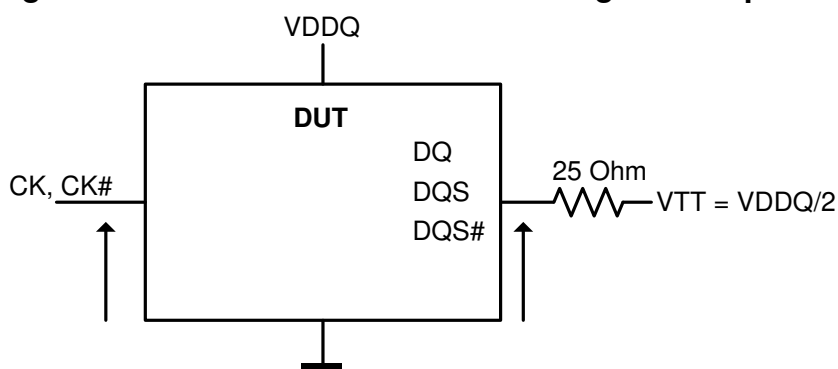 VDDQ
DUT
DQ
CK, CK#
DQS
25 Ohm
VTT = VDDQ/2
DQS#